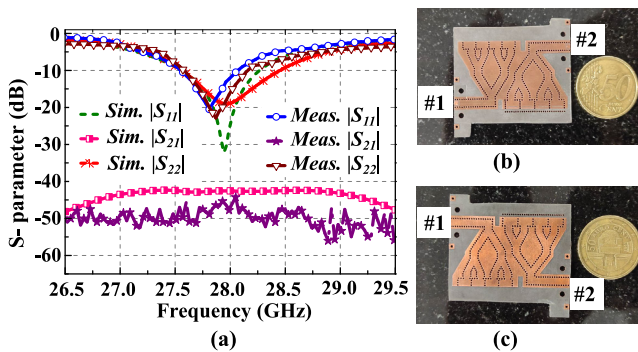 0
-10
-20
-30
-40
-50
-60
S- parameter (dB)
Sim. |S11|
Sim. |S21|
Sim. |S22|
Meas. |S11|
Meas. |S21|
Meas. |S22|
26.5 27.0 27.5 28.0 28.5 29.0 29.5
Frequency (GHz)
(a)
#1
#2
(b)
#1
#2
(c)